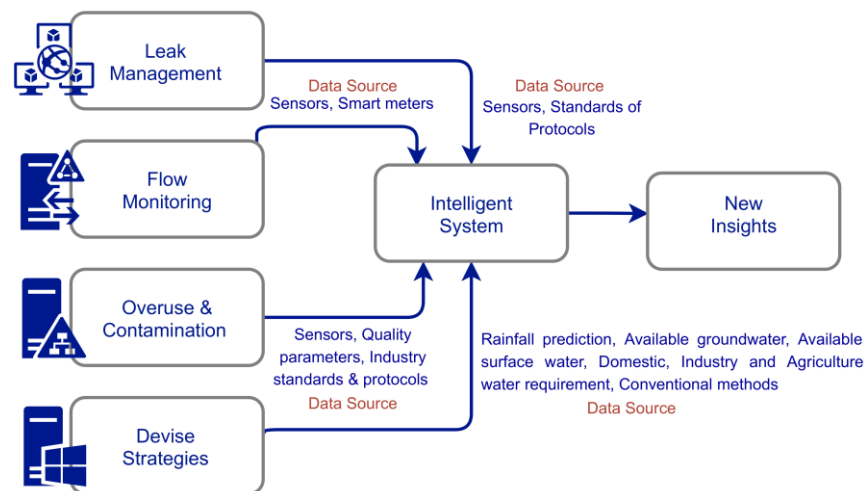 Leak
Management
Data Source
Sensors, Smart meters
Data Source
Sensors, Standards of
Protocols
Flow
Monitoring
Intelligent
System
New
Insights
Overuse &
Contamination
Sensors, Quality
parameters, Industry
standards & protocols
Data Source
Rainfall prediction, Available groundwater, Available
surface water, Domestic, Industry and Agriculture
water requirement, Conventional methods
Data Source
Devise
Strategies